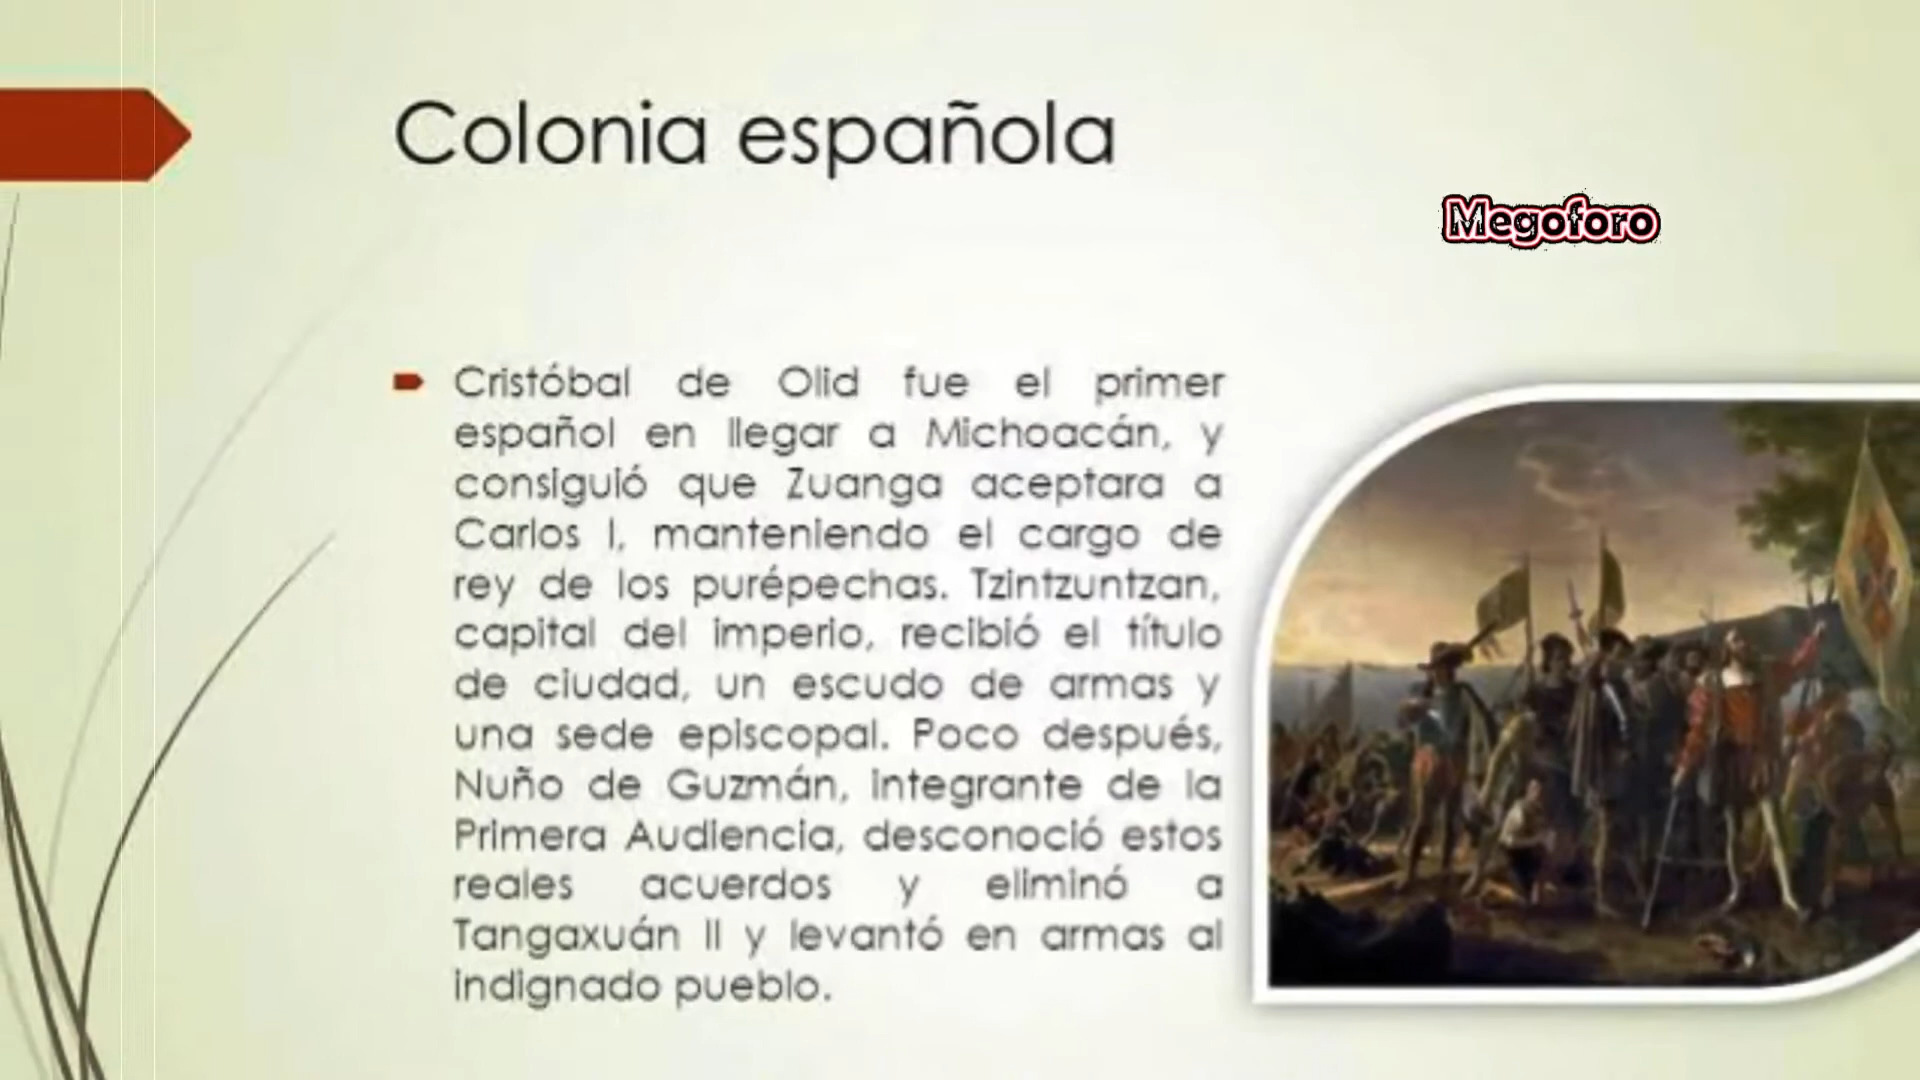 Colonia española
Megoforo
Cristóbal de Olid fue el primer
español en llegar a Michoacán, y
consiguió que Zuanga aceptara a
Carlos I, manteniendo el cargo de
rey de los purépechas. Tzintzuntzan,
capital del imperio, recibió el título
de ciudad, un escudo de armas y
una sede episcopal. Poco después,
Nuño de Guzmán, integrante de la
Primera Audiencia, desconoció estos
reales acuerdos y eliminó a
Tangaxuán II y levantó en armas al
indignado pueblo.